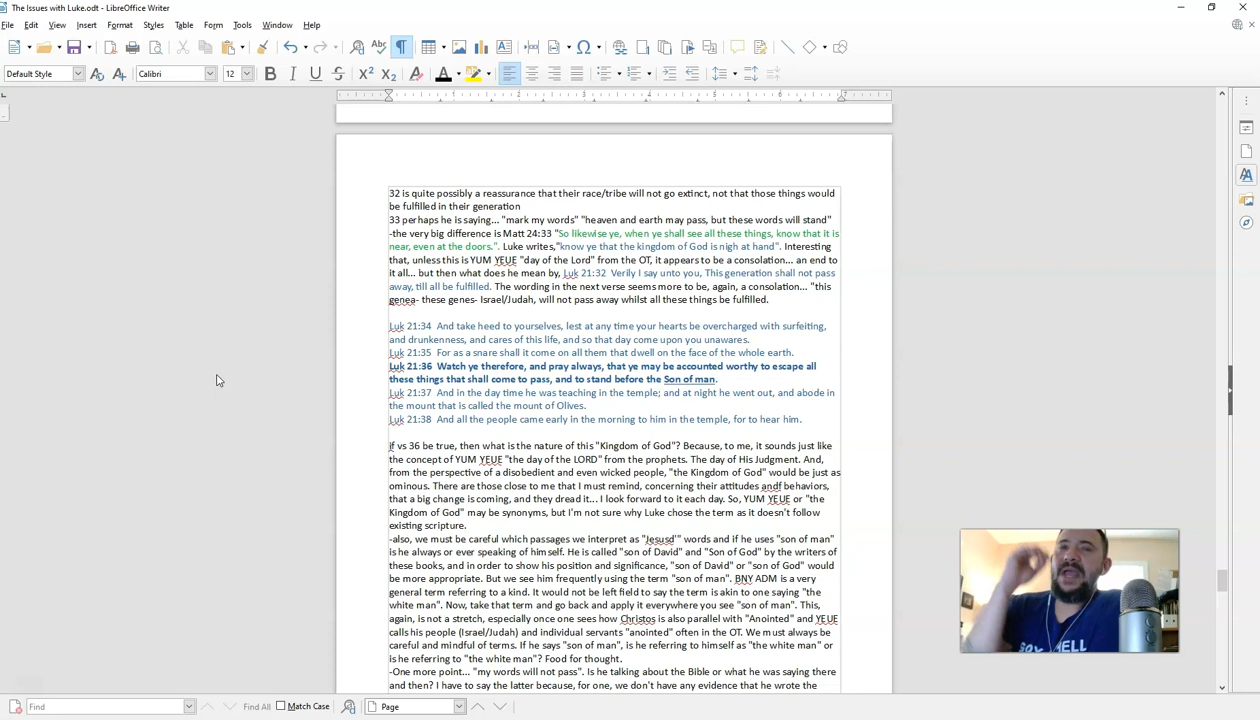 The Issues with Luke.odt - LibreOffice Writer
File Edit View Insert Format Styles Table Form Tools Window Help
Default Style Calibri 12
1 2 3 4 5 6 7
32 is quite possibly a reassurance that their race/tribe will not go extinct, not that those things would
be fulfilled in their generation
33 perhaps he is saying... "mark my words" "heaven and earth may pass, but these words will stand"
-the very big difference is Matt 24:33 "So likewise ye, when ye shall see all these things, know that it is
near, even at the doors.". Luke writes,"know ye that the kingdom of God is nigh at hand". Interesting
that, unless this is YUM YEUE "day of the Lord" from the OT, it appears to be a consolation... an end to
it all... but then what does he mean by, Luk 21:32 Verily I say unto you, This generation shall not pass
away, till all be fulfilled. The wording in the next verse seems more to be, again, a consolation... "this
genea- these genes- Israel/Judah, will not pass away whilst all these things be fulfilled.
Luk 21:34 And take heed to yourselves, lest at any time your hearts be overcharged with surfeiting,
and drunkenness, and cares of this life, and so that day come upon you unawares.
Luk 21:35 For as a snare shall it come on all them that dwell on the face of the whole earth.
Luk 21:36 Watch ye therefore, and pray always, that ye may be accounted worthy to escape all
these things that shall come to pass, and to stand before the Son of man.
Luk 21:37 And in the day time he was teaching in the temple; and at night he went out, and abode in
the mount that is called the mount of Olives.
Luk 21:38 And all the people came early in the morning to him in the temple, for to hear him.
if vs 36 be true, then what is the nature of this "Kingdom of God"? Because, to me, it sounds just like
the concept of YUM YEUE "the day of the LORD" from the prophets. The day of His Judgment. And,
from the perspective of a disobedient and even wicked people, "the Kingdom of God" would be just as
ominous. There are those close to me that I must remind, concerning their attitudes andf behaviors,
that a big change is coming, and they dread it... I look forward to it each day. So, YUM YEUE or "the
Kingdom of God" may be synonyms, but I'm not sure why Luke chose the term as it doesn't follow
existing scripture.
-also, we must be careful which passages we interpret as "Jesusd'" words and if he uses "son of man"
is he always or ever speaking of himself. He is called "son of David" and "Son of God" by the writers of
these books, and in order to show his position and significance, "son of David" or "son of God" would
be more appropriate. But we see him frequently using the term "son of man". BNY ADM is a very
general term referring to a kind. It would not be left field to say the term is akin to one saying "the
white man". Now, take that term and go back and apply it everywhere you see "son of man". This,
again, is not a stretch, especially once one sees how Christos is also parallel with "Anointed" and YEUE
calls his people (Israel/Judah) and individual servants "anointed" often in the OT. We must always be
careful and mindful of terms. If he says "son of man", is he referring to himself as "the white man" or
is he referring to "the white man"? Food for thought.
-One more point... "my words will not pass". Is he talking about the Bible or what he was saying there
and then? I have to say the latter because, for one, we don't have any evidence that he wrote the
Find Find All Match Case Page